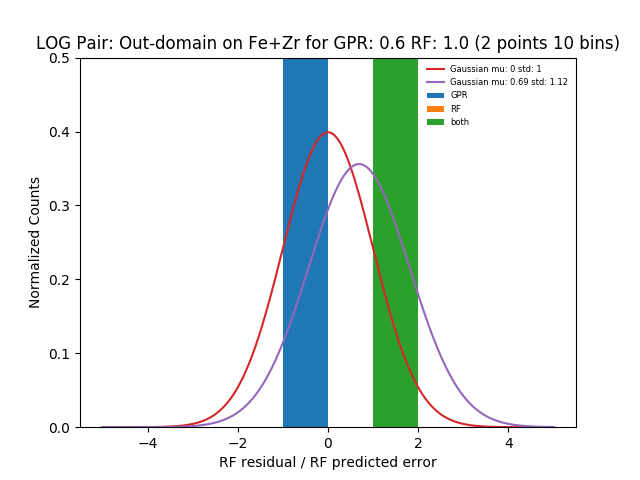 LOG Pair: Out-domain on Fe+Zr for GPR: 0.6 RF: 1.0 (2 points 10 bins)
Gaussian mu: 0 std: 1
Gaussian mu: 0.69 std: 1.12
GPR
RF
both
Normalized Counts
0.5
0.4
0.3
0.2
0.1
0.0
−4 −2 0 2 4
RF residual / RF predicted error